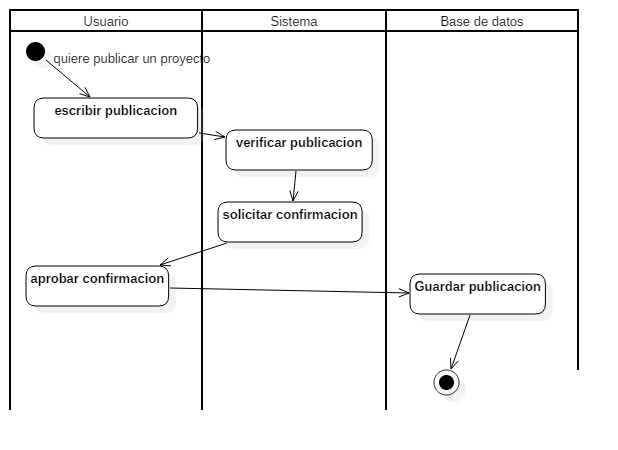 Usuario
Sistema
Base de datos
quiere publicar un proyecto
escribir publicacion
verificar publicacion
solicitar confirmacion
aprobar confirmacion
Guardar publicacion